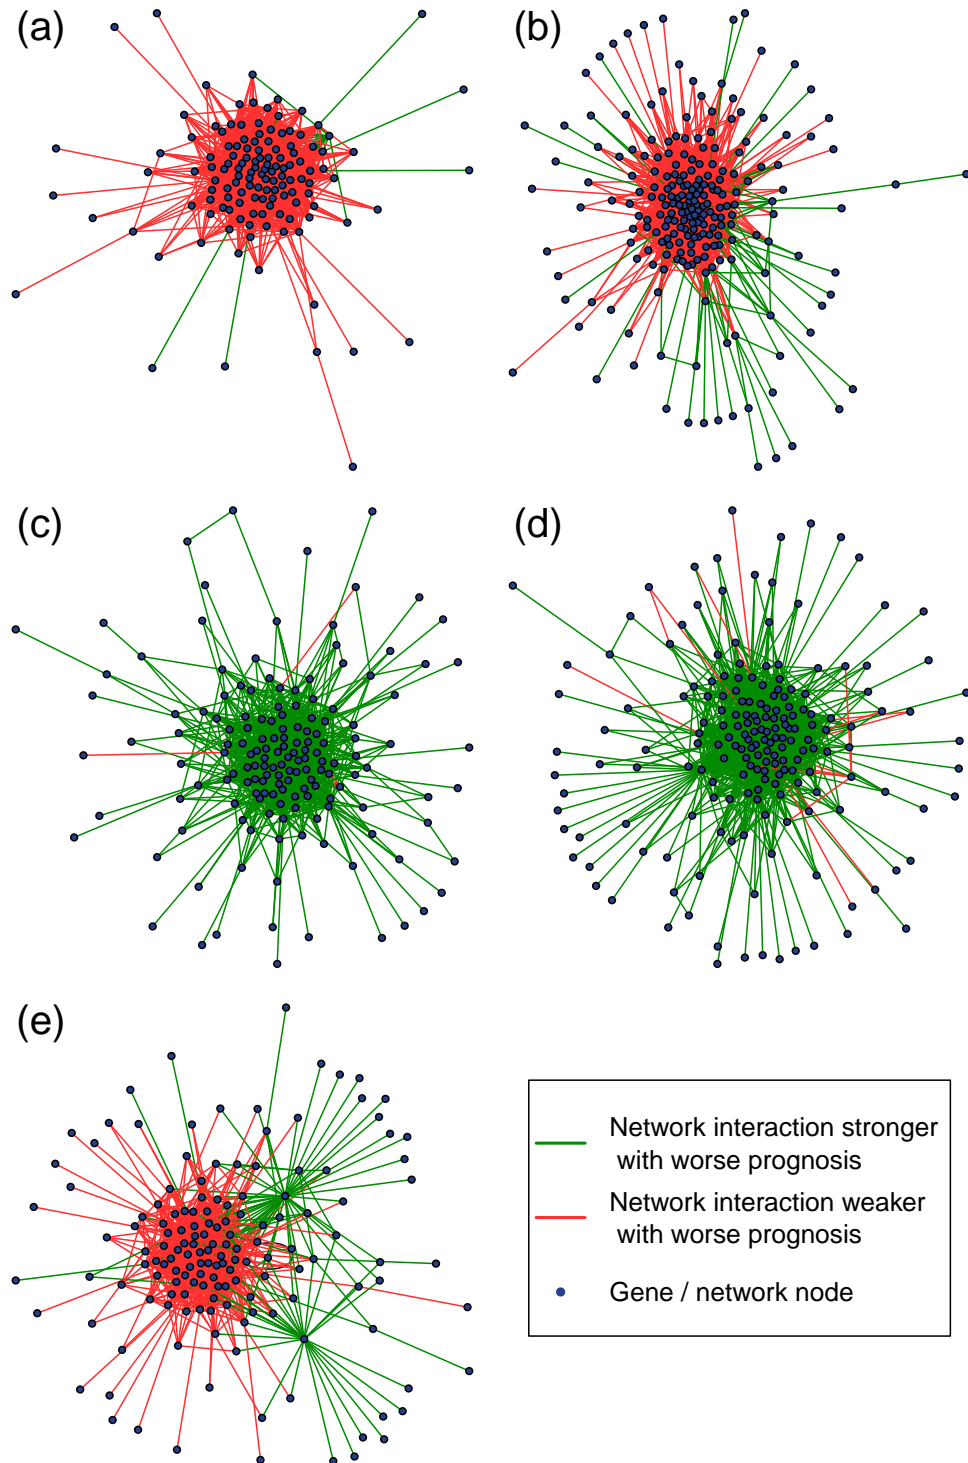 (a)
(b)
(c)
(d)
(e)
Network interaction stronger
with worse prognosis
Network interaction weaker
with worse prognosis
Gene / network node